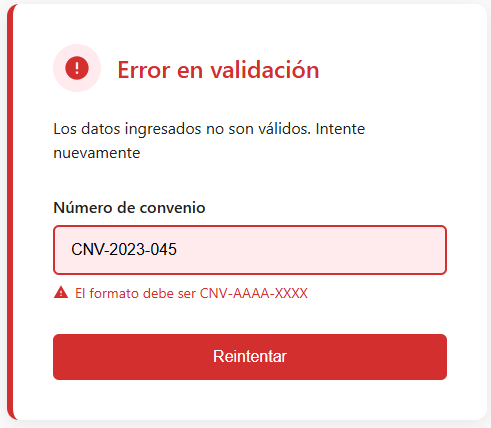 Error en validación
Los datos ingresados no son válidos. Intente
nuevamente
Número de convenio
CNV-2023-045
El formato debe ser CNV-AAAA-XXXX
Reintentar